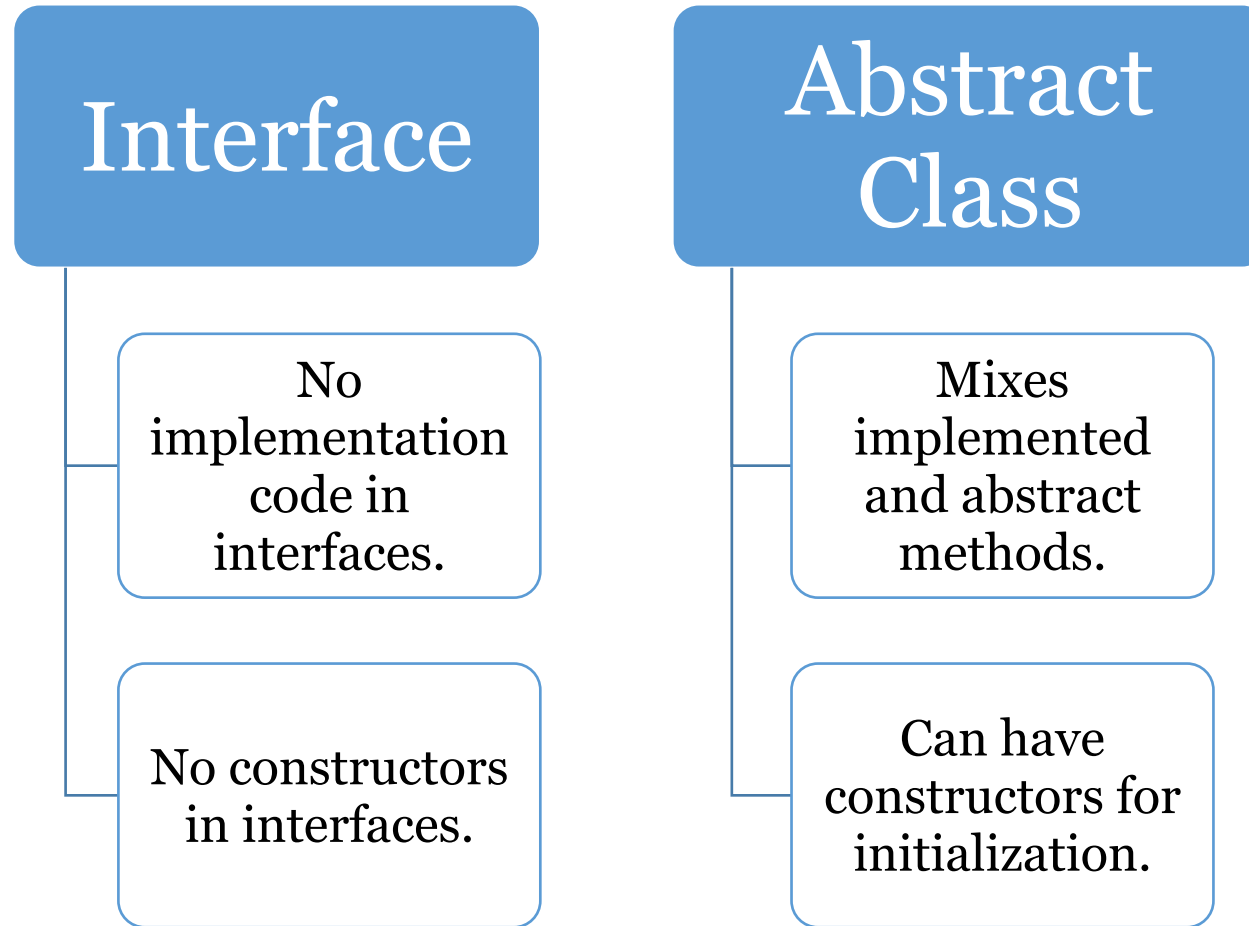 Interface
No
implementation
code in
interfaces.
No constructors
in interfaces.
Abstract
Class
Mixes
implemented
and abstract
methods.
Can have
constructors for
initialization.